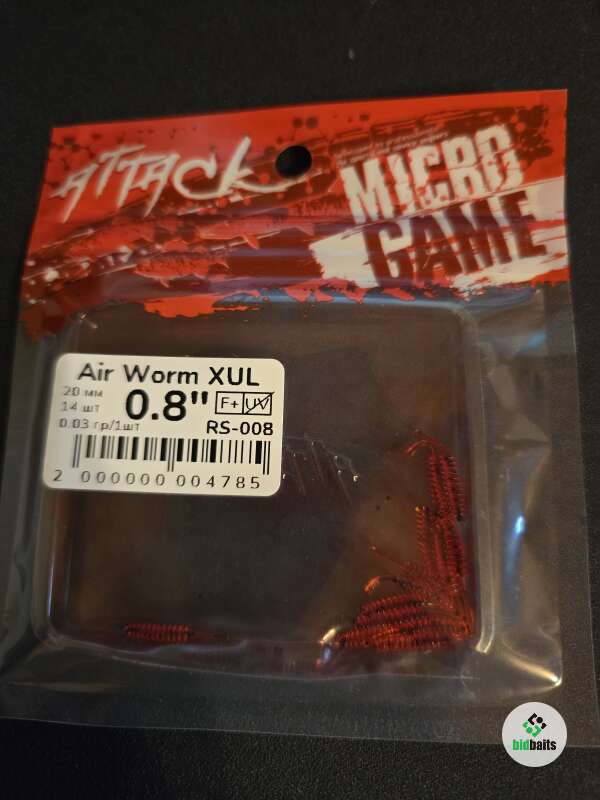 ATTACK
MICRO
GAME
Air Worm XUL
20 мм
14 шт
0.03 гр/1шт
0.8"
F+ UV
RS-008
2 000000 004785
bidbaits